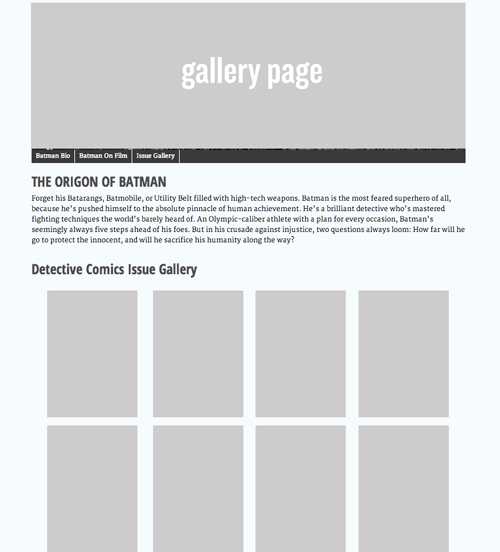 gallery page
Batman Bio Batman On Film Issue Gallery
THE ORIGON OF BATMAN
Forget his Batarangs, Batmobile, or Utility Belt filled with high-tech weapons. Batman is the most feared superhero of all,
because he's pushed himself to the absolute pinnacle of human achievement. He's a brilliant detective who's mastered
fighting techniques the world's barely heard of. An Olympic-caliber athlete with a plan for every occasion, Batman's
seemingly always five steps ahead of his foes. But in his crusade against injustice, two questions always loom: How far will he
go to protect the innocent, and will he sacrifice his humanity along the way?
Detective Comics Issue Gallery